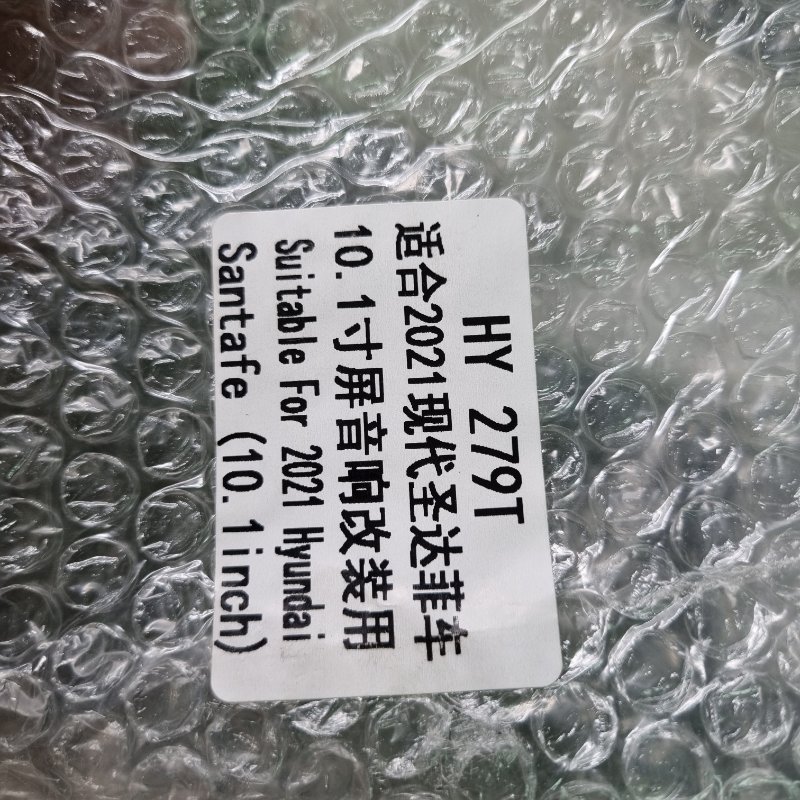 HY 279T
适合2021现代圣达菲车
10.1寸屏音响改装用
Suitable For 2021 Hyundai
Santafe (10.1inch)